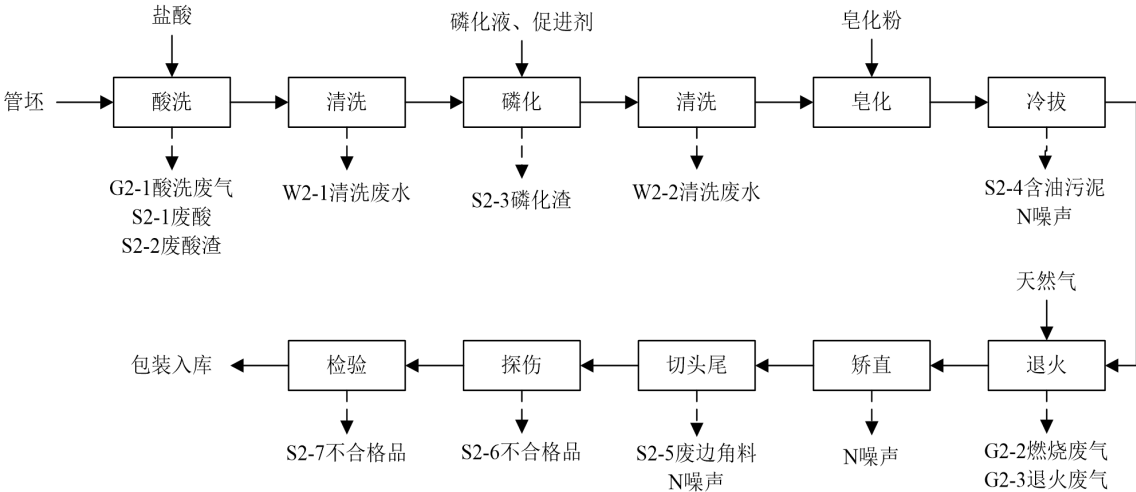 盐酸
磷化液、促进剂
皂化粉
管坯
酸洗
清洗
磷化
清洗
皂化
冷拔
G2-1酸洗废气
S2-1废酸
S2-2废酸渣
W2-1清洗废水
S2-3磷化渣
W2-2清洗废水
S2-4含油污泥
N噪声
天然气
包装入库
检验
探伤
切头尾
矫直
退火
S2-7不合格品
S2-6不合格品
S2-5废边角料
N噪声
N噪声
G2-2燃烧废气
G2-3退火废气